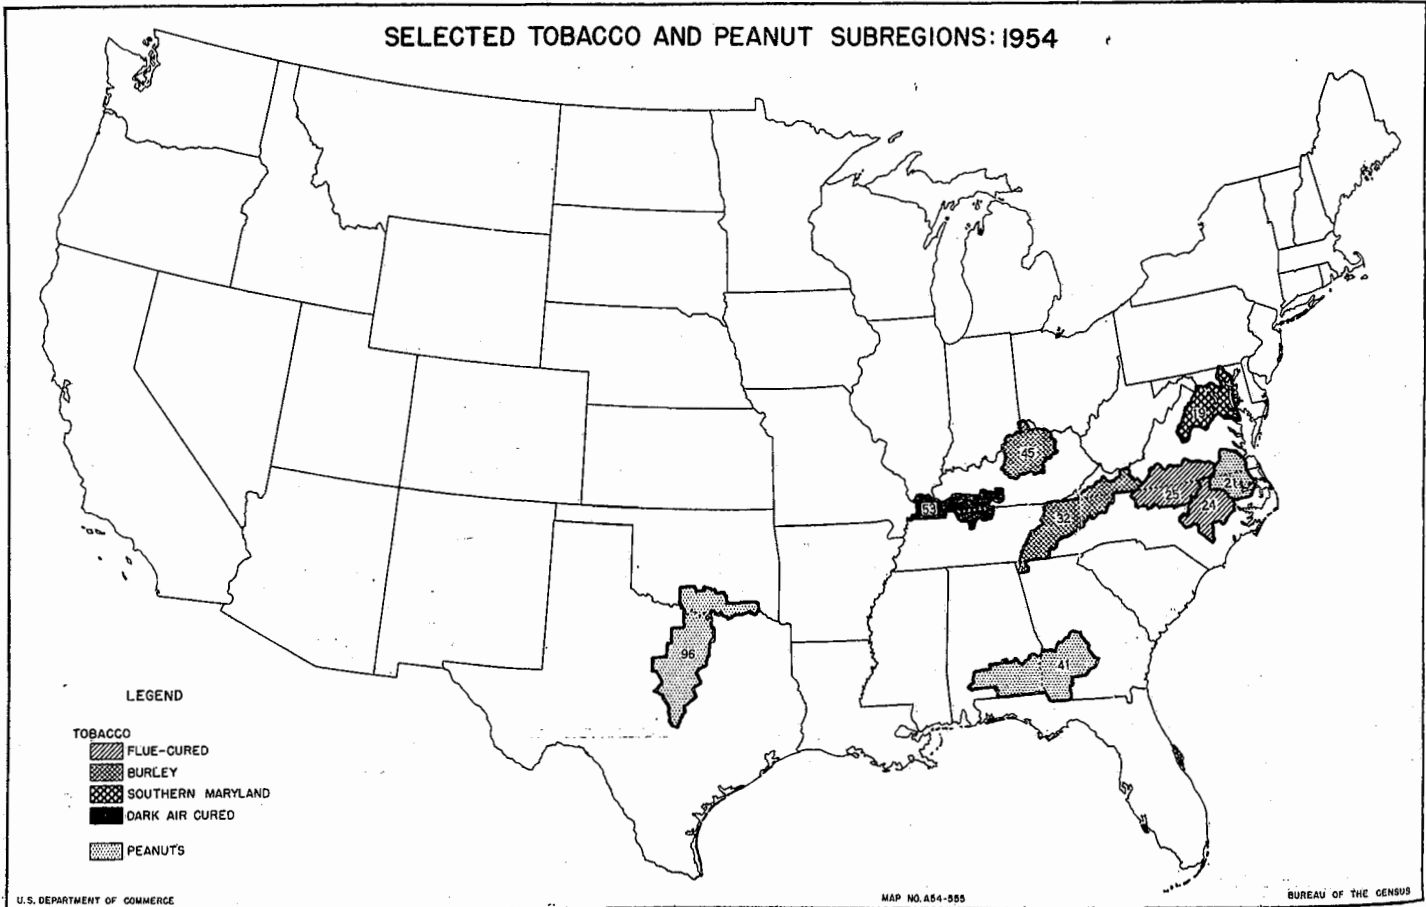 SELECTED TOBACCO AND PEANUT SUBREGIONS: 1954
19
45
21
25
53
24
32
96
41
LEGEND
TOBACCO
FLUE-CURED
BURLEY
SOUTHERN MARYLAND
DARK AIR CURED
PEANUTS
U.S. DEPARTMENT OF COMMERCE
MAP NO. A54-555
BUREAU OF THE CENSUS